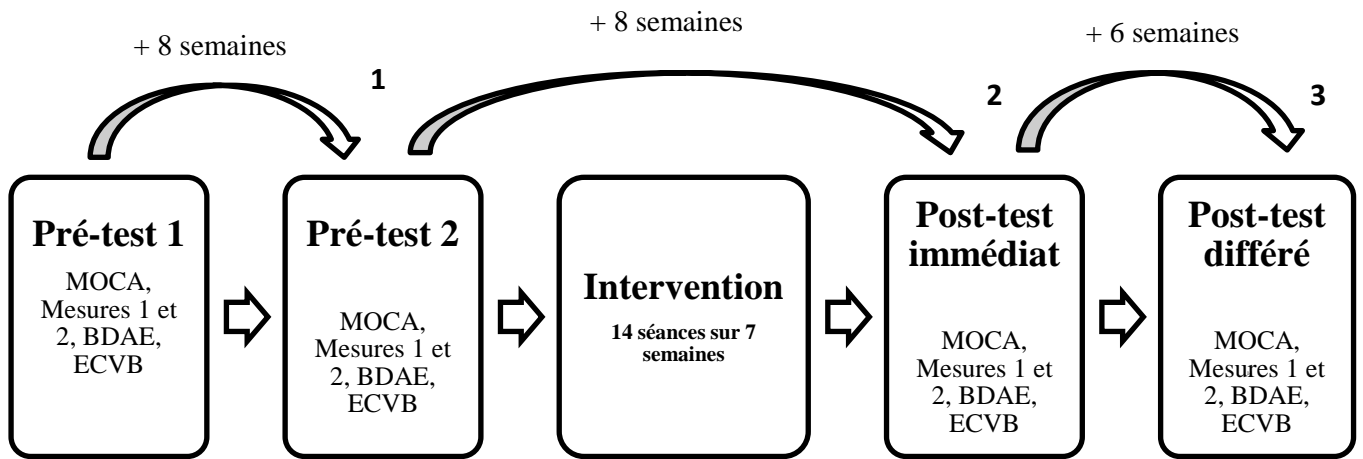 + 8 semaines
+ 8 semaines
+ 6 semaines
1
2
3
Pré-test 1
MOCA,
Mesures 1 et
2, BDAE,
ECVB
Pré-test 2
MOCA,
Mesures 1 et
2, BDAE,
ECVB
Intervention
14 séances sur 7
semaines
Post-test
immédiat
MOCA,
Mesures 1 et
2, BDAE,
ECVB
Post-test
différé
MOCA,
Mesures 1 et
2, BDAE,
ECVB